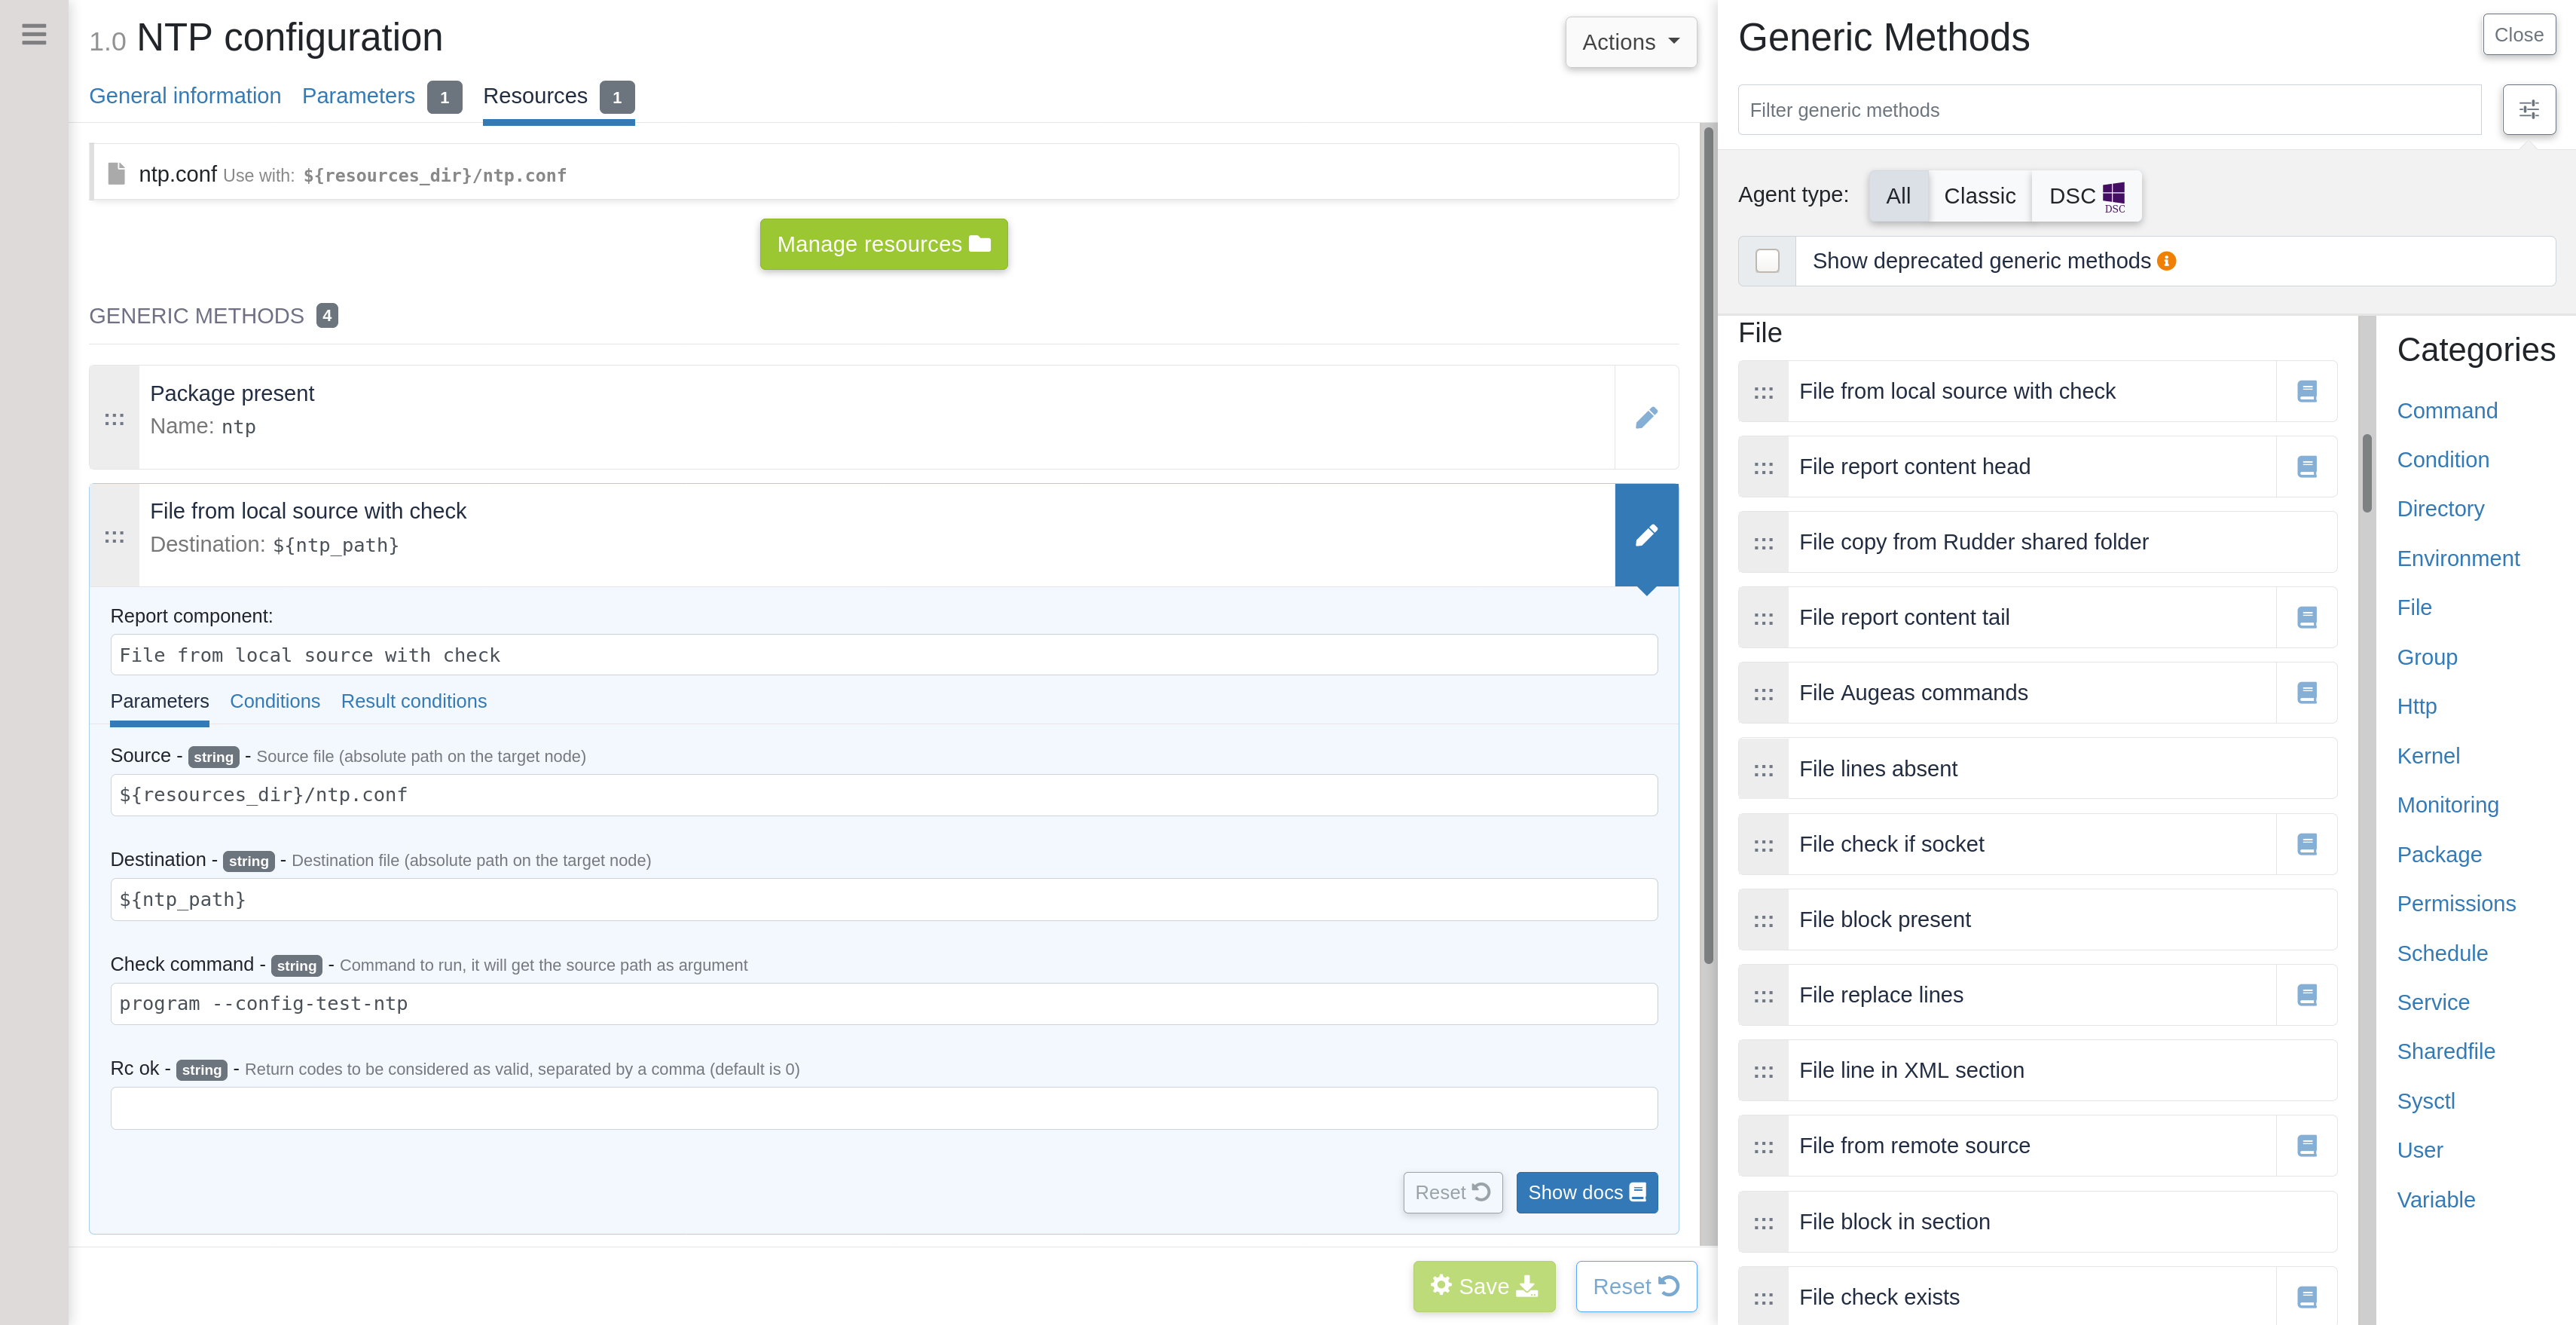 1.0 NTP configuration
Actions
General information Parameters 1 Resources 1
ntp.conf Use with: ${resources_dir}/ntp.conf
Manage resources
GENERIC METHODS 4
Package present
Name: ntp
File from local source with check
Destination: ${ntp_path}
Report component:
File from local source with check
Parameters Conditions Result conditions
Source - string - Source file (absolute path on the target node)
${resources_dir}/ntp.conf
Destination - string - Destination file (absolute path on the target node)
${ntp_path}
Check command - string - Command to run, it will get the source path as argument
program --config-test-ntp
Rc ok - string - Return codes to be considered as valid, separated by a comma (default is 0)
Reset Show docs
Save Reset
Generic Methods
Close
Filter generic methods
Agent type: All Classic DSC DSC
Show deprecated generic methods
File
File from local source with check
File report content head
File copy from Rudder shared folder
File report content tail
File Augeas commands
File lines absent
File check if socket
File block present
File replace lines
File line in XML section
File from remote source
File block in section
File check exists
Categories
Command
Condition
Directory
Environment
File
Group
Http
Kernel
Monitoring
Package
Permissions
Schedule
Service
Sharedfile
Sysctl
User
Variable